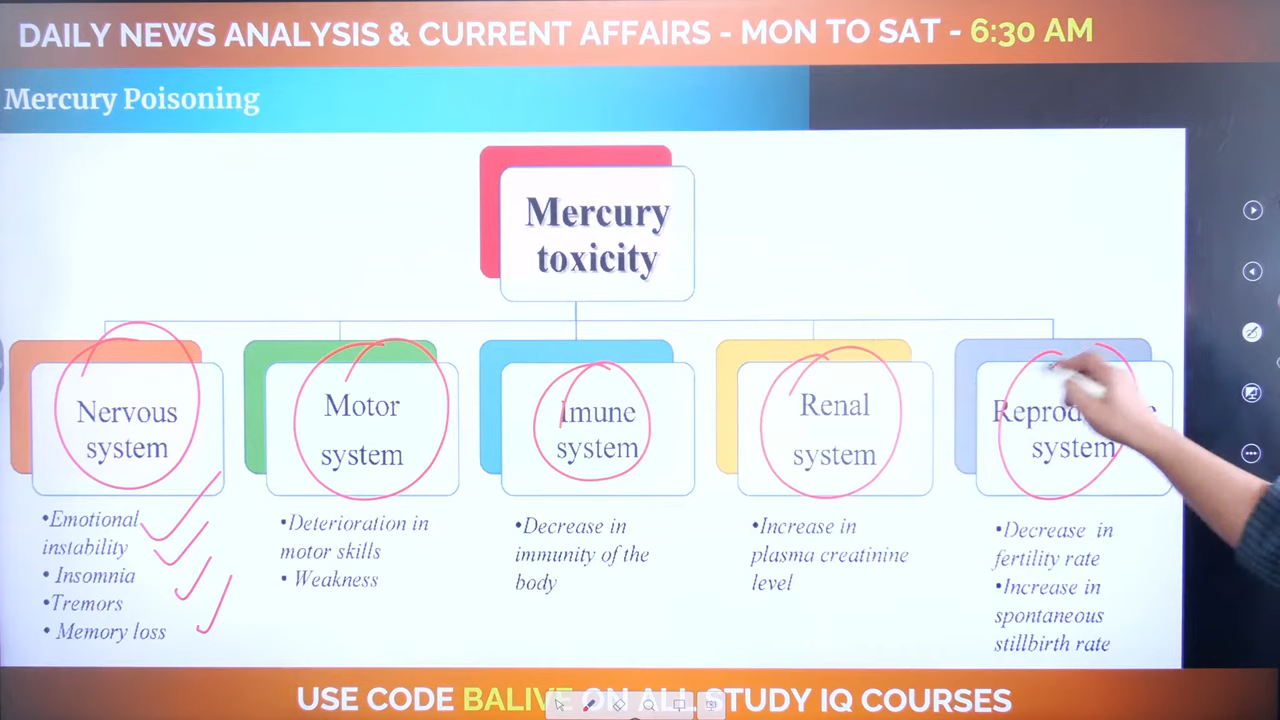 DAILY NEWS ANALYSIS & CURRENT AFFAIRS - MON TO SAT - 6:30 AM
Mercury Poisoning
Mercury
toxicity
Nervous
system
•Emotional
instability
• Insomnia
•Tremors
• Memory loss
Motor
system
•Deterioration in
motor skills
• Weakness
Imune
system
•Decrease in
immunity of the
body
Renal
system
•Increase in
plasma creatinine
level
system
•Decrease in
fertility rate
•Increase in
spontaneous
stillbirth rate
USE CODE BALIVE ON ALL STUDY IQ COURSES